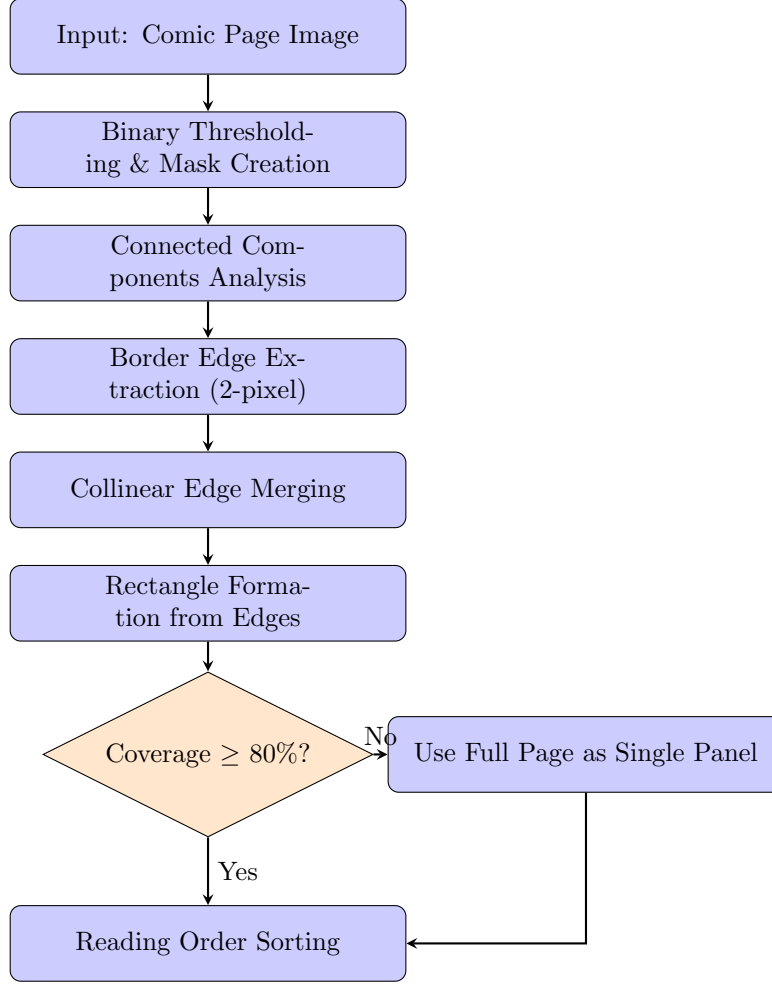 Input: Comic Page Image
Binary Threshold-
ing & Mask Creation
Connected Com-
ponents Analysis
Border Edge Ex-
traction (2-pixel)
Collinear Edge Merging
Rectangle Forma-
tion from Edges
Coverage ≥ 80%?
No
Use Full Page as Single Panel
Yes
Reading Order Sorting